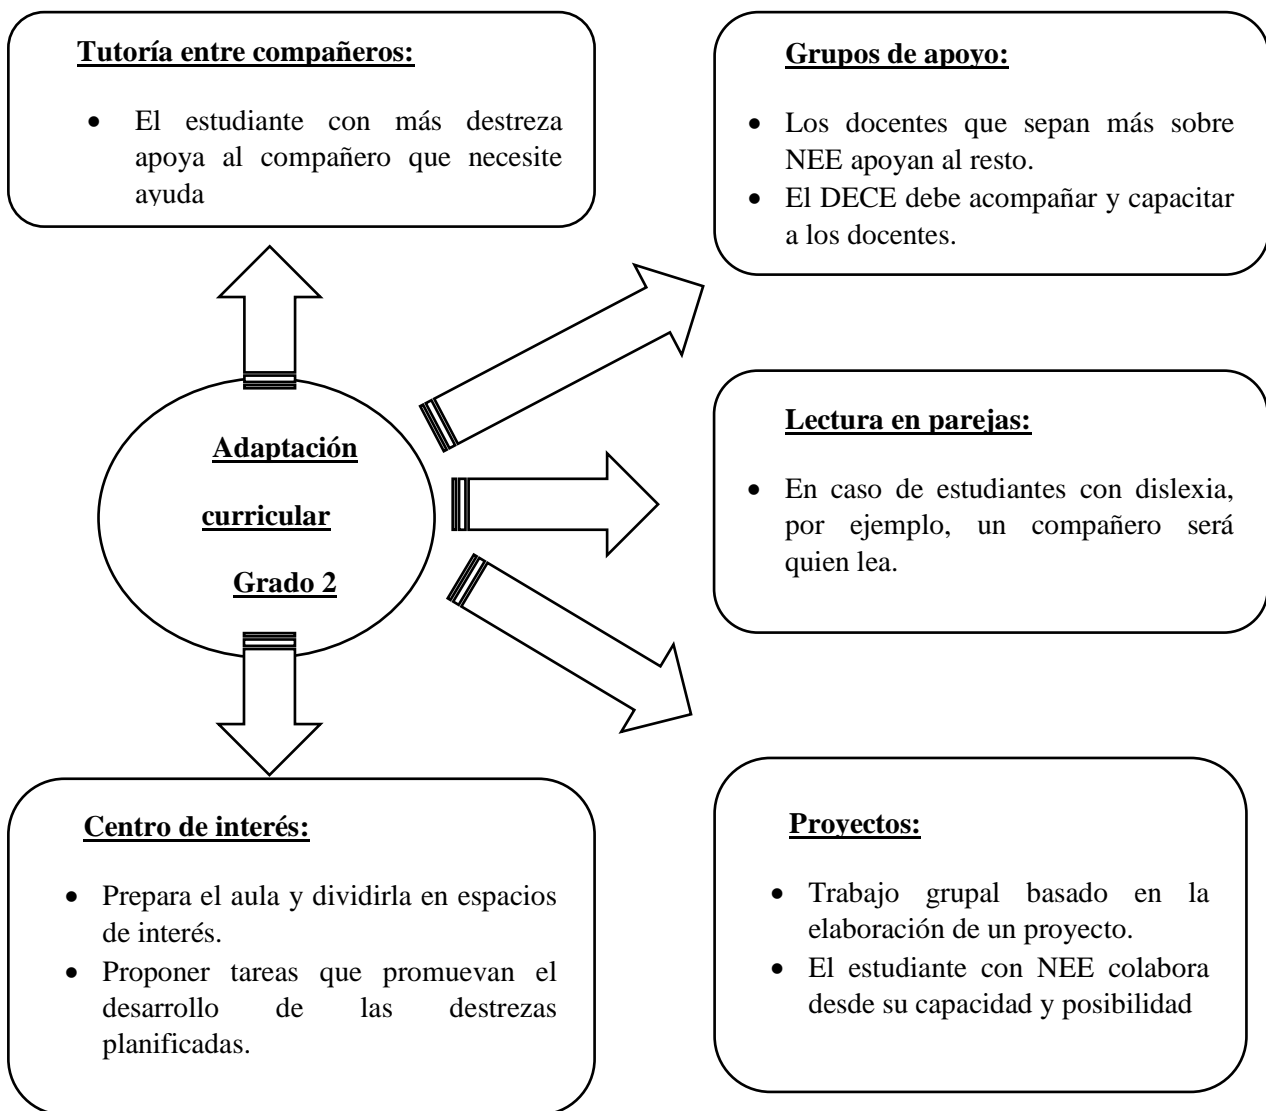 Tutoría entre compañeros:
• El estudiante con más destreza
apoya al compañero que necesite
ayuda
Grupos de apoyo:
• Los docentes que sepan más sobre
NEE apoyan al resto.
• El DECE debe acompañar y capacitar
a los docentes.
Adaptación
curricular
Grado 2
Lectura en parejas:
• En caso de estudiantes con dislexia,
por ejemplo, un compañero será
quien lea.
Centro de interés:
• Prepara el aula y dividirla en espacios
de interés.
• Proponer tareas que promuevan el
desarrollo de las destrezas
planificadas.
Proyectos:
• Trabajo grupal basado en la
elaboración de un proyecto.
• El estudiante con NEE colabora
desde su capacidad y posibilidad